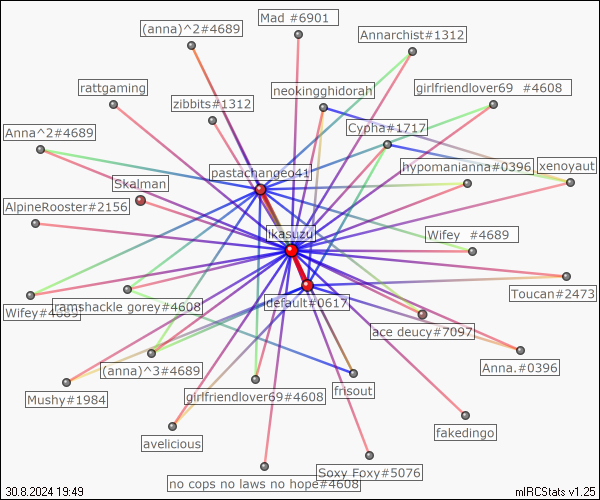 Mad #6901
(anna)^2#4689
Annarchist#1312
rattgaming
neokingghidorah
girlfriendlover69 #4608
zibbits#1312
Anna^2#4689
Cypha#1717
hypomanianna#0396
xenoyaut
pastachangeo41
Skalman
AlpineRooster#2156
ikasuzu
Wifey #4689
Toucan#2473
Wifey#4689
ramshackle gorey#4608
default#0617
ace deucy#7097
(anna)^3#4689
Anna.#0396
Mushy#1984
girlfriendlover69#4608
frisout
avelicious
fakedingo
Soxy Foxy#5076
no cops no laws no hope#4608
30.8.2024 19:49
mIRCStats v1.25